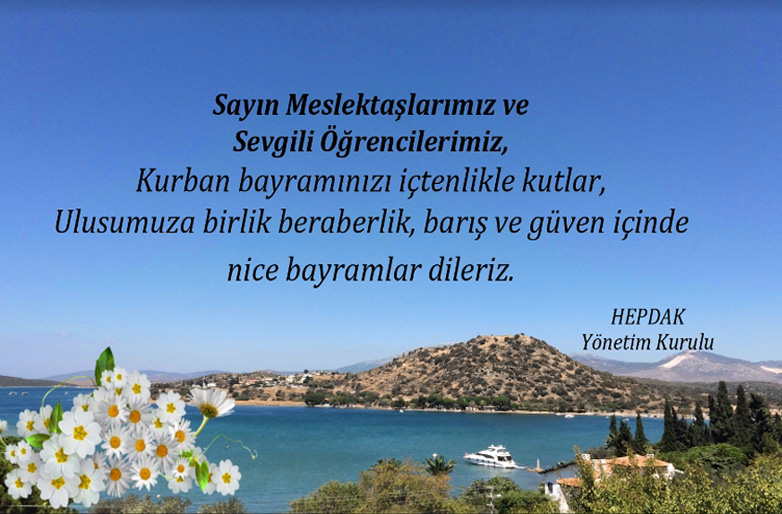 Sayın Meslektaşlarımız ve
Sevgili Öğrencilerimiz,
Kurban bayramınızı içtenlikle kutlar,
Ulusumuza birlik beraberlik, barış ve güven içinde
nice bayramlar dileriz.
HEPDAK
Yönetim Kurulu